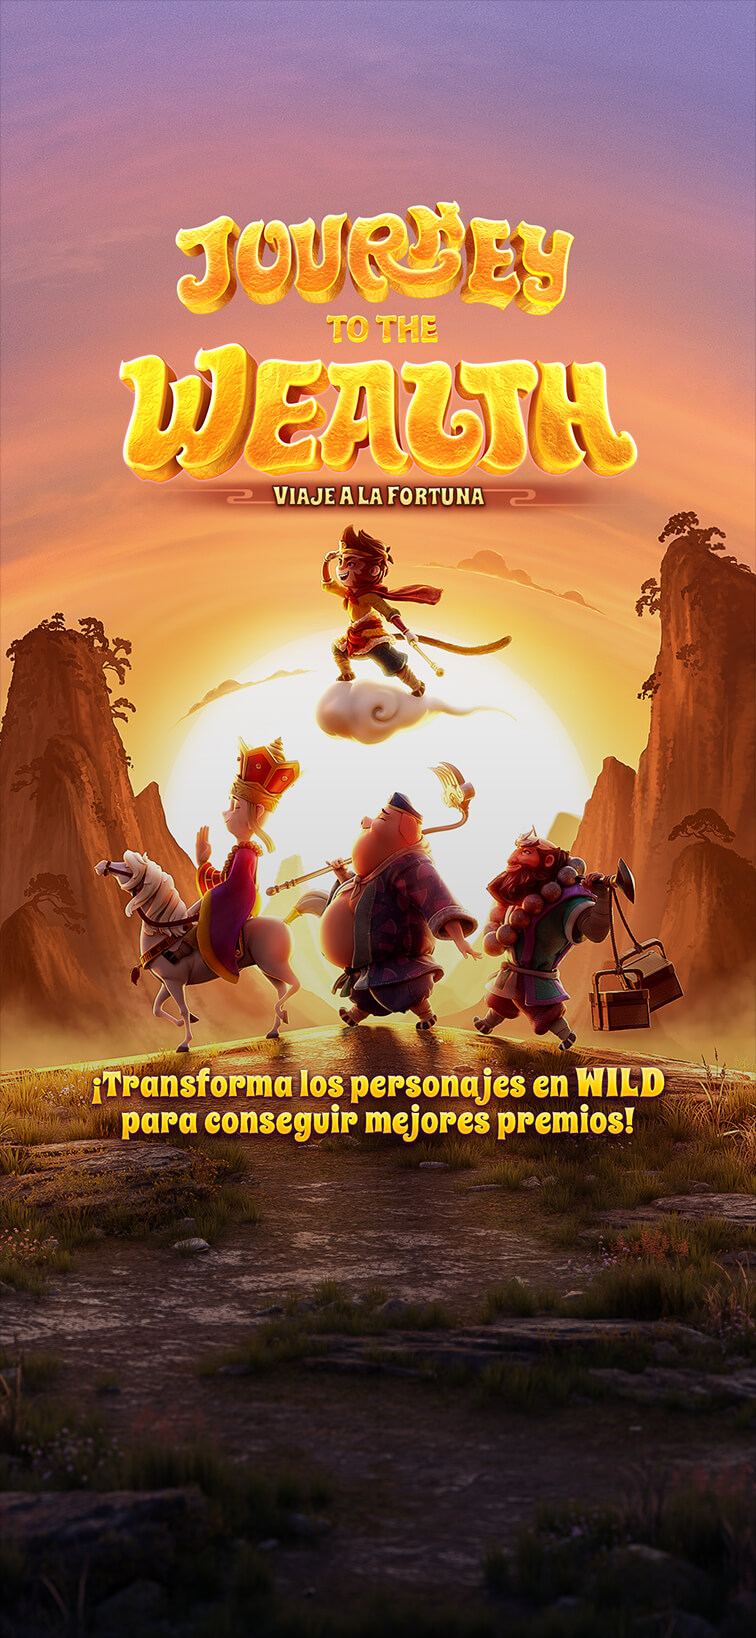 JOURNEY
TO THE
WEALTH
VIAJE A LA FORTUNA
¡Transforma los personajes en WILD
para conseguir mejores premios!